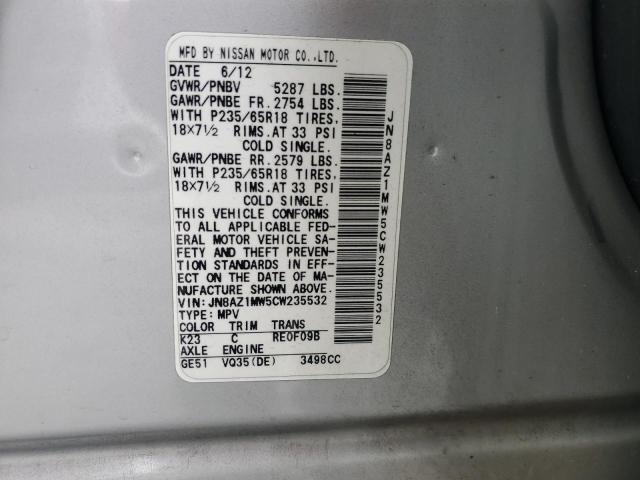 MFD BY NISSAN MOTOR CO.,LTD.
DATE 6/12
GVWR/PNBV 5287 LBS.
GAWR/PNBE FR. 2754 LBS.
WITH P235/65R18 TIRES.
18×7½ RIMS.AT 33 PSI
COLD SINGLE.
GAWR/PNBE RR. 2579 LBS.
WITH P235/65R18 TIRES.
18×7½ RIMS.AT 33 PSI
COLD SINGLE.
THIS VEHICLE CONFORMS
TO ALL APPLICABLE FED-
ERAL MOTOR VEHICLE SA-
FETY AND THEFT PREVEN-
TION STANDARDS IN EFF-
ECT ON THE DATE OF MA-
NUFACTURE SHOWN ABOVE.
VIN: JN8AZ1MW5CW235532
TYPE: MPV
COLOR TRIM TRANS
K23 C RE0F09B
AXLE ENGINE
GE51 VQ35(DE) 3498CC
JN8AZ1MW5CW235532